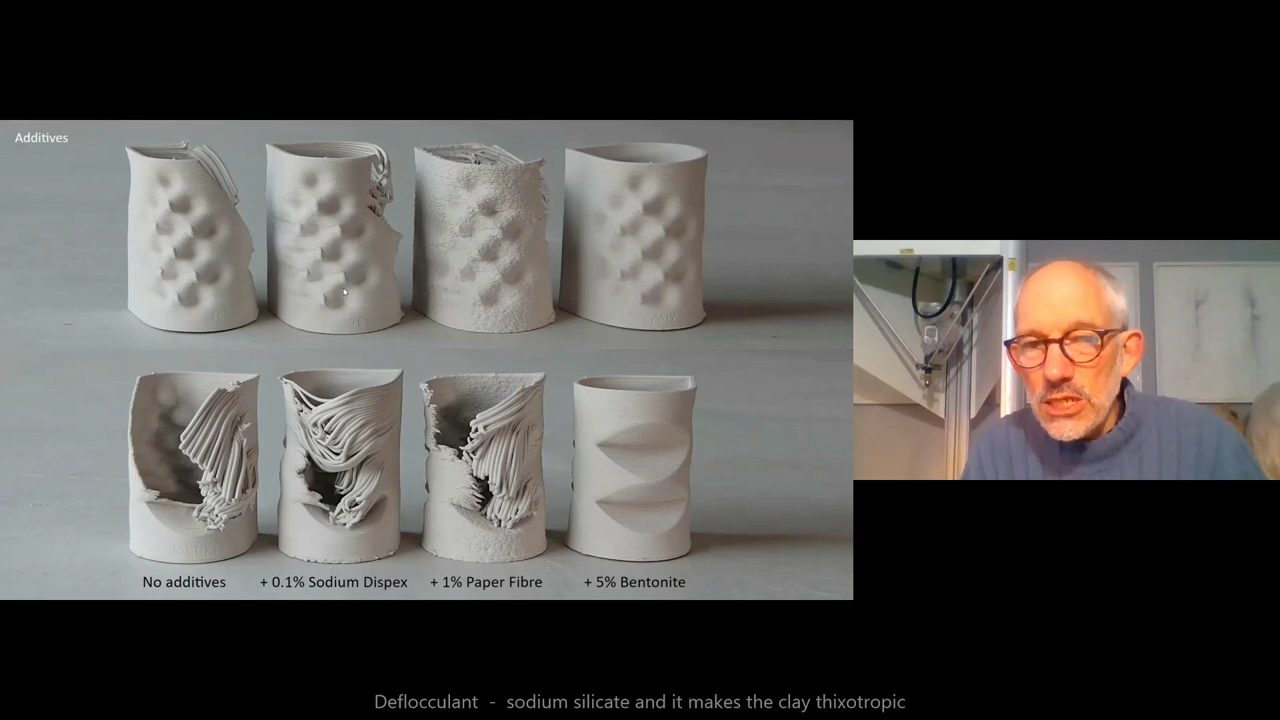 Additives
No additives
+ 0.1% Sodium Dispex
+ 1% Paper Fibre
+ 5% Bentonite
Deflocculant - sodium silicate and it makes the clay thixotropic